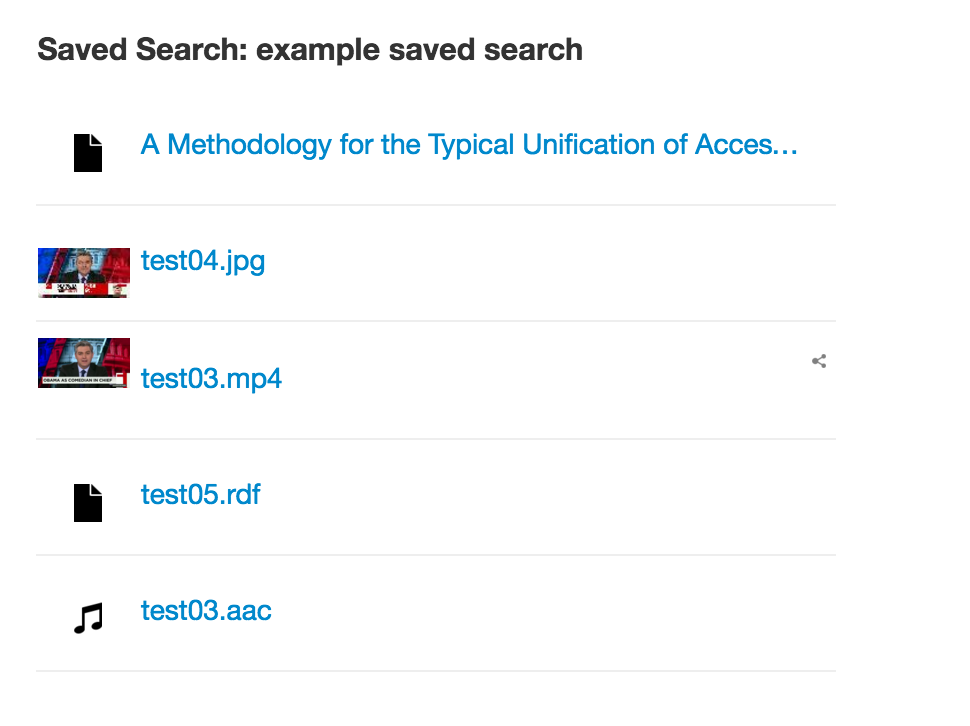 Saved Search: example saved search
A Methodology for the Typical Unification of Acces...
test04.jpg
OBAMA AS COMEDIAN IN CHIEF
test03.mp4
test05.rdf
test03.aac